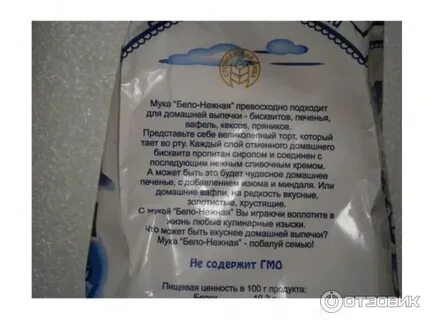 Мука "Бело-Нежная" превосходно подходит
для домашней выпечки - бисквитов, печенья,
вафель, кексов, пряников.
Представьте себе великолепный торт, который
тает во рту. Каждый слой отменного домашнего
бисквита пропитан сиропом и соединен с
последующим нежным сливочным кремом.
А может быть это будет чудесное домашнее
печенье, с добавлением изюма и миндаля. Или
домашние вафли, на редкость вкусные,
золотистые, хрустящие.
С мукой "Бело-Нежная" Вы играючи воплотите в
жизнь любые кулинарные изыски.
что может быть вкуснее домашней выпечки?
Мука "Бело-Нежная" - побалуй семью!
Не содержит ГМО
Пищевая ценность в 100 г продукта:
Белки 10,3 г
ОТЗОВИК